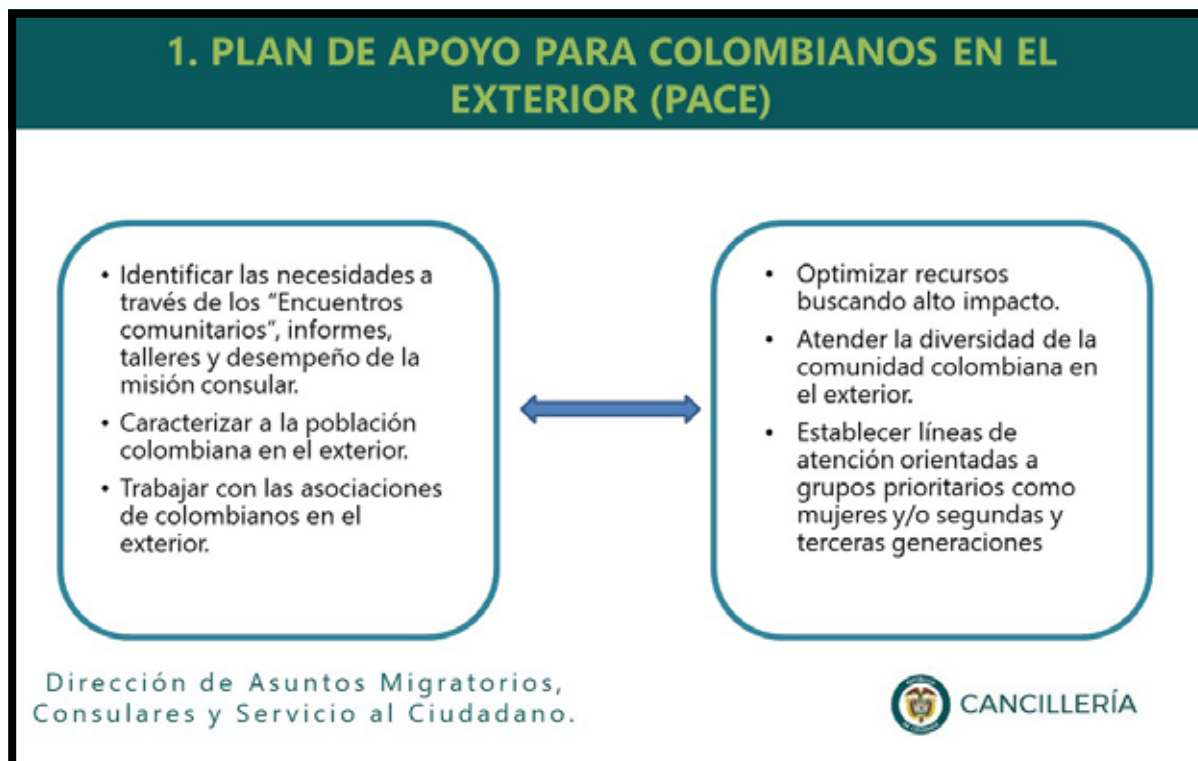 1. PLAN DE APOYO PARA COLOMBIANOS EN EL
EXTERIOR (PACE)
• Identificar las necesidades a
través de los "Encuentros
comunitarios", informes,
talleres y desempeño de la
misión consular.
• Caracterizar a la población
colombiana en el exterior.
• Trabajar con las asociaciones
de colombianos en el
exterior.
• Optimizar recursos
buscando alto impacto.
• Atender la diversidad de la
comunidad colombiana en
el exterior.
• Establecer líneas de
atención orientadas a
grupos prioritarios como
mujeres y/o segundas y
terceras generaciones
Dirección de Asuntos Migratorios,
Consulares y Servicio al Ciudadano.
CANCILLERÍA